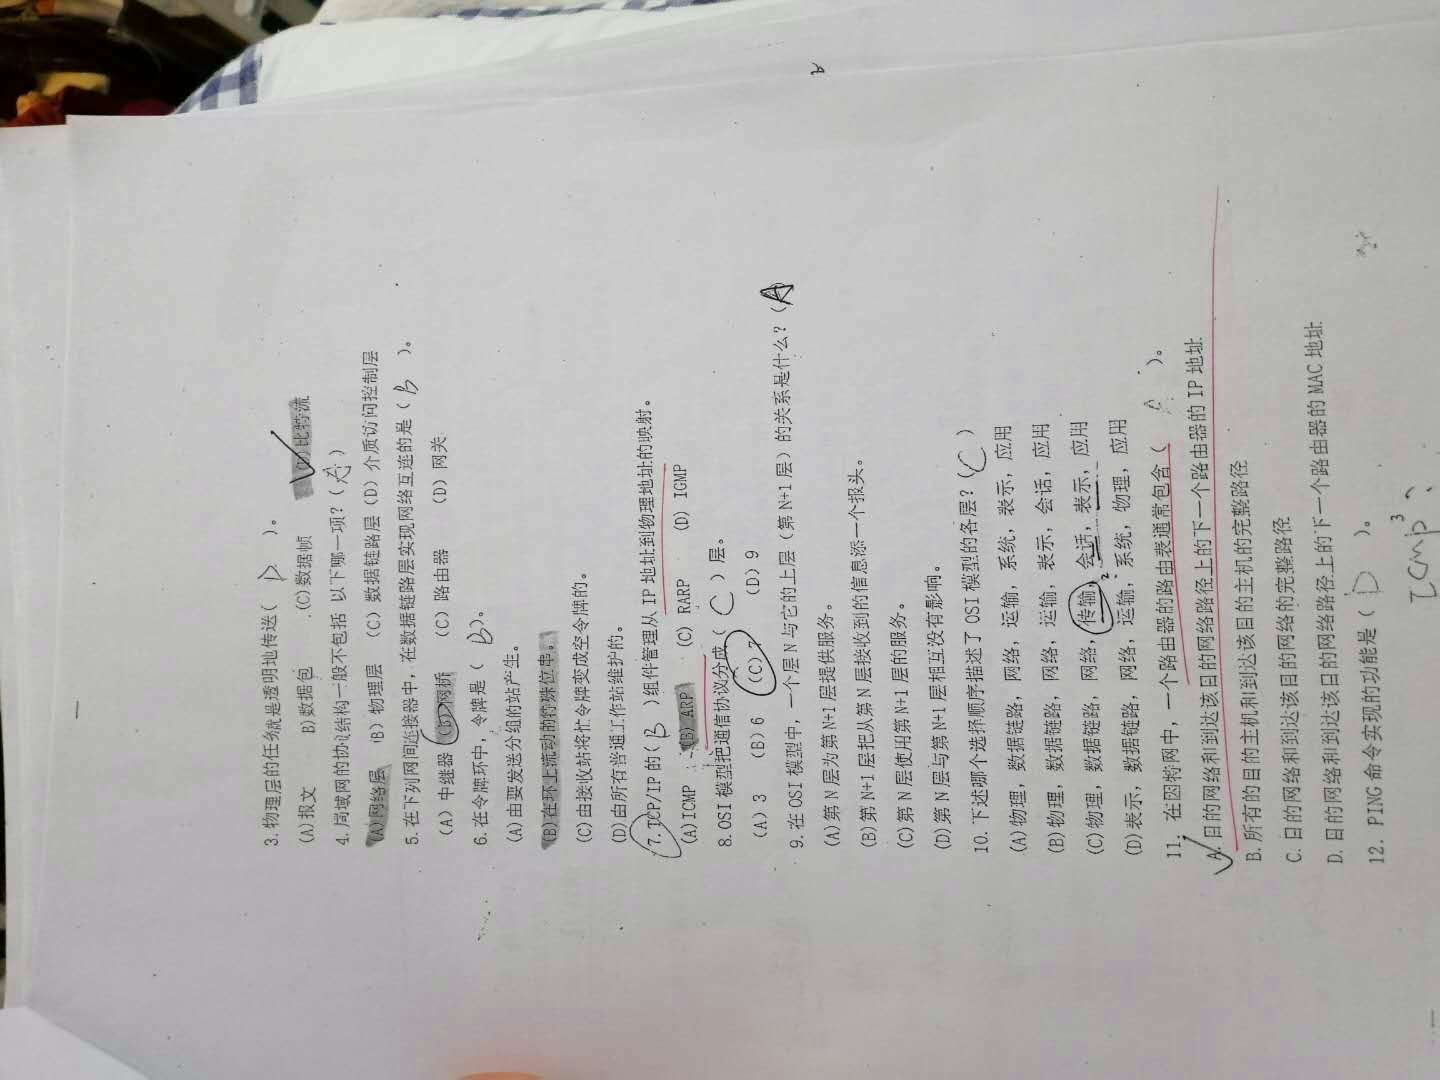 3.物理层的任务就是透明地传送( D )。
(A)报文 B)数据包 (C)数据帧 (D)比特流
4.局域网的协议结构一般不包括 以下哪一项?(A)
(A)网络层 (B) 物理层 (C) 数据链路层 (D) 介质访问控制层
5.在下列网间连接器中, 在数据链路层实现网络互连的是( B )。
(A) 中继器 (B) 网桥 (C) 路由器 (D) 网关
6.在令牌环中, 令牌是( B )。
(A)由要发送分组的站产生。
(B)在环上流动的特殊位串。
(C)由接收站将忙令牌变成空令牌的。
(D)由所有普通工作站维护的。
7.TCP/IP 的( B )组件管理从 IP 地址到物理地址的映射。
(A)ICMP (B) ARP (C) RARP (D) IGMP
8.OSI 模型把通信协议分成( C )层。
(A) 3 (B) 6 (C) 7 (D) 9
9.在 OSI 模型中, 一个层 N 与它的上层(第 N+1 层)的关系是什么?(A)
(A)第 N 层为第 N+1 层提供服务。
(B)第 N+1 层把从第 N 层接收到的信息添一个报头。
(C)第 N 层使用第 N+1 层的服务。
(D)第 N 层与第 N+1 层相互没有影响。
10.下述哪个选择顺序描述了 OSI 模型的各层?(C)
(A)物理, 数据链路, 网络, 运输, 系统, 表示, 应用
(B)物理, 数据链路, 网络, 运输, 表示, 会话, 应用
(C)物理, 数据链路, 网络, 传输, 会话, 表示, 应用
2
(D)表示, 数据链路, 网络, 运输, 系统, 物理, 应用
11. 在因特网中, 一个路由器的路由表通常包含( A )。
A.目的网络和到达该目的网络路径上的下一个路由器的 IP 地址
B.所有的目的主机和到达该目的主机的完整路径
C.目的网络和到达该目的网络的完整路径
D.目的网络和到达该目的网络路径上的下一个路由器的 MAC 地址
12. PING 命令实现的功能是( D )。
3
ICmp ?